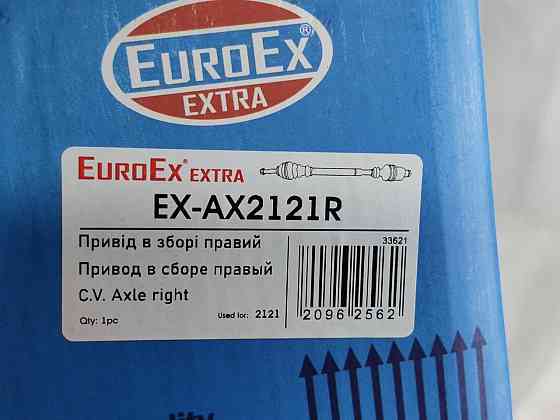 EUROEX®
EXTRA
EUROEX® EXTRA
EX-AX2121R
Привід в зборі правий
33621
Привод в сборе правый
C.V. Axle right
Qty: 1pc
Used for: 2121
2096 2562